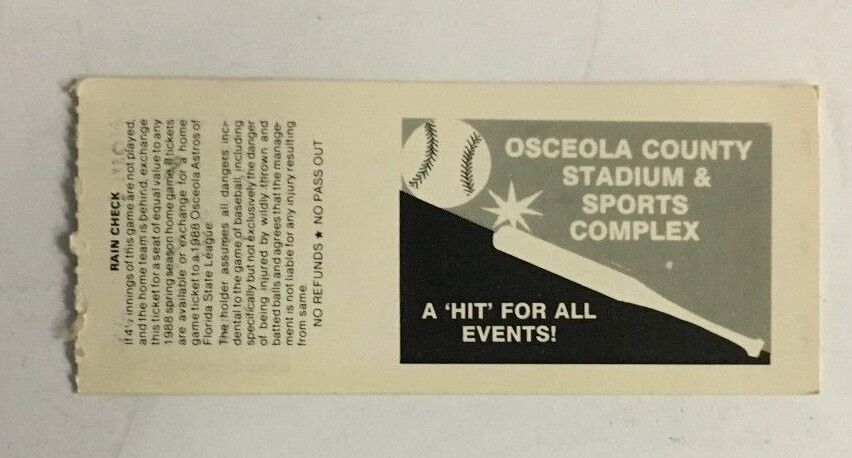 RAIN CHECK
If 4½ innings of this game are not played,
and the home team is behind, exchange
this ticket for a seat of equal value to any
1988 spring season home game, if tickets
are available or exchange for a home
game ticket to a 1988 Osceola Astros of
Florida State League.
The holder assumes all dangers inci-
dental to the game of baseball, including
specifically but not exclusively the danger
of being injured by wildly thrown and
batted balls and agrees that the manage-
ment is not liable for any injury resulting
from same.
NO REFUNDS ★ NO PASS OUT
OSCEOLA COUNTY
STADIUM &
SPORTS
COMPLEX
A 'HIT' FOR ALL
EVENTS!